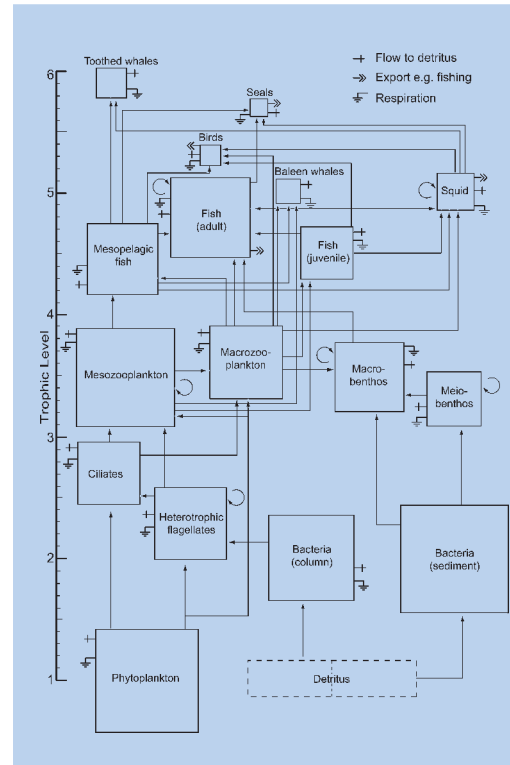 Toothed whales
Flow to detritus
Export e.g. fishing
Respiration
Seals
Birds
Baleen whales
Squid
Fish
(adult)
Mesopelagic
fish
Fish
(juvenile)
Mesozooplankton
Macrozoo-
plankton
Macro-
benthos
Meio-
benthos
Ciliates
Heterotrophic
flagellates
Bacteria
(column)
Bacteria
(sediment)
Phytoplankton
Detritus
Trophic Level
6
5
4
3
2
1